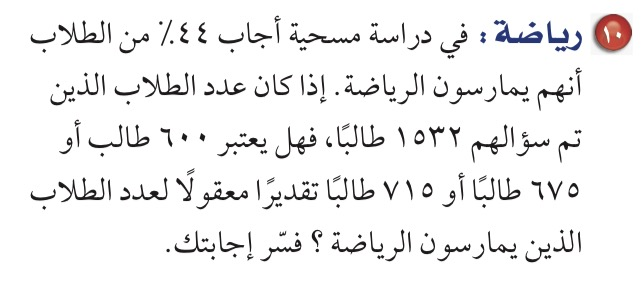 ١٠ رياضة : في دراسة مسحية أجاب ٤٤٪ من الطلاب
أنهم يمارسون الرياضة. إذا كان عدد الطلاب الذين
تم سؤالهم ١٥٣٢ طالبًا، فهل يعتبر ٦٠٠ طالب أو
٦٧٥ طالبًا أو ٧١٥ طالبًا تقديرًا معقولًا لعدد الطلاب
الذين يمارسون الرياضة ؟ فسّر إجابتك.